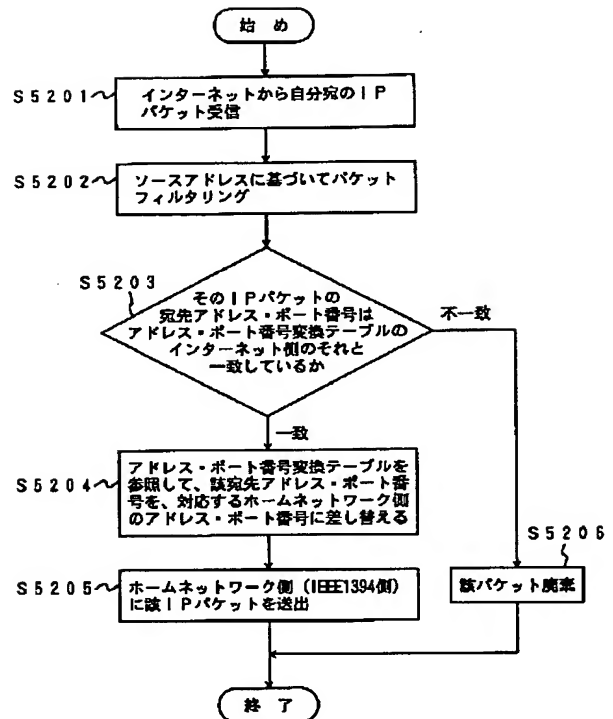 始め
S5201
インターネットから自分宛のIP
パケット受信
S5202
ソースアドレスに基づいてパケット
フィルタリング
S5203
そのIPパケットの
宛先アドレス・ポート番号は
アドレス・ポート番号変換テーブルの
インターネット側のそれと
一致しているか
不一致
一致
S5204
アドレス・ポート番号変換テーブルを
参照して、該宛先アドレス・ポート番
号を、対応するホームネットワーク側
のアドレス・ポート番号に差し替える
S5206
該パケット廃棄
S5205
ホームネットワーク側（IEEE1394側）
に該IPパケットを送出
終了